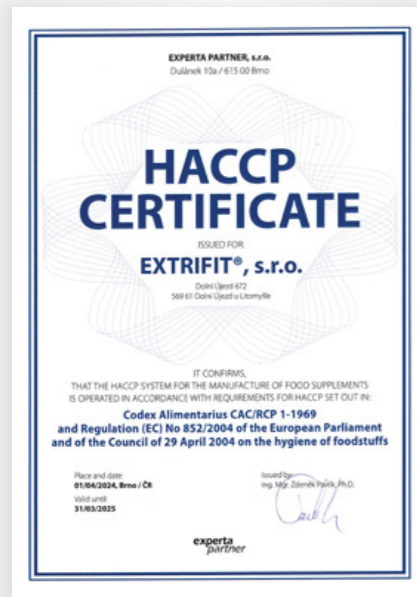 EXPERTA PARTNER, s.r.o.
Dulánek 10a / 615 00 Brno
HACCP
CERTIFICATE
ISSUED FOR:
EXTRIFIT®, s.r.o.
Dolní Újezd 672
569 61 Dolní Újezd u Litomyšle
IT CONFIRMS,
THAT THE HACCP SYSTEM FOR THE MANUFACTURE OF FOOD SUPPLEMENTS
IS OPERATED IN ACCORDANCE WITH REQUIREMENTS FOR HACCP SET OUT IN:
Codex Alimentarius CAC/RCP 1-1969
and Regulation (EC) No 852/2004 of the European Parliament
and of the Council of 29 April 2004 on the hygiene of foodstuffs
Place and date:
01/04/2024, Brno / ČR
Valid until:
31/03/2025
Issued by:
Ing. Mgr. Zdeněk Pavlík, Ph.D.
experta
partner